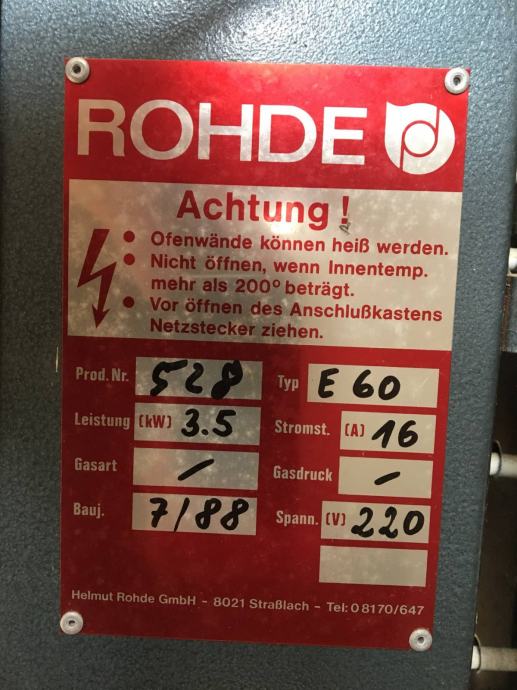 ROHDE
Achtung !
• Ofenwände können heiß werden.
• Nicht öffnen, wenn Innentemp.
mehr als 200° beträgt.
• Vor öffnen des Anschlußkastens
Netzstecker ziehen.
Prod.Nr. 528 Typ E 60
Leistung (kW) 3.5 Stromst. (A) 16
Gasart / Gasdruck –
Bauj. 7/88 Spann. (V) 220
Helmut Rohde GmbH - 8021 Straßlach - Tel: 08170/647